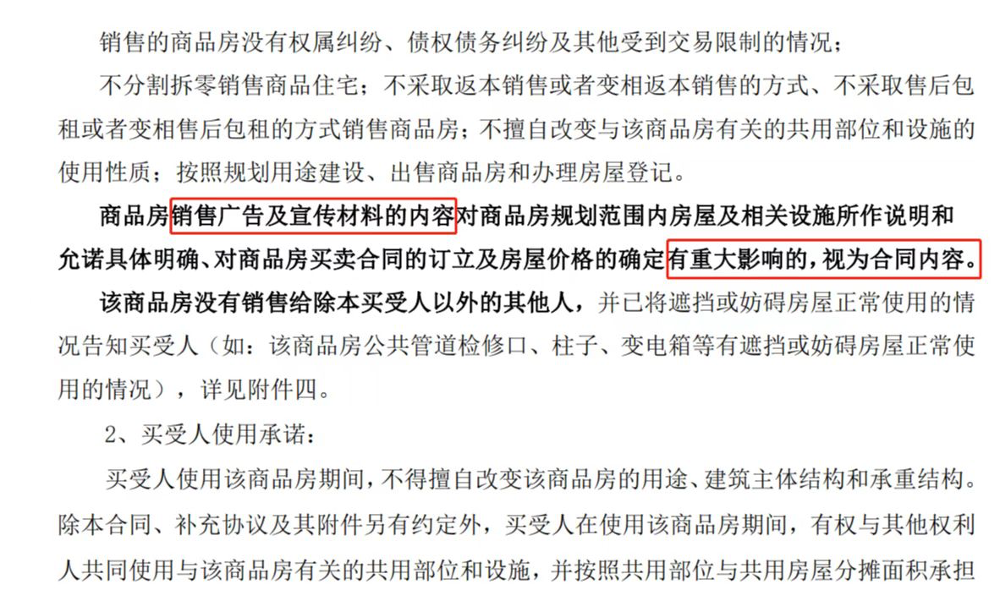 销售的商品房没有权属纠纷、债权债务纠纷及其他受到交易限制的情况；
不分割拆零销售商品住宅；不采取返本销售或者变相返本销售的方式、不采取售后包
租或者变相售后包租的方式销售商品房；不擅自改变与该商品房有关的共用部位和设施的
使用性质；按照规划用途建设、出售商品房和办理房屋登记。
商品房销售广告及宣传材料的内容对商品房规划范围内房屋及相关设施所作说明和
允诺具体明确、对商品房买卖合同的订立及房屋价格的确定有重大影响的，视为合同内容。
该商品房没有销售给除本买受人以外的其他人，并已将遮挡或妨碍房屋正常使用的情
况告知买受人（如：该商品房公共管道检修口、柱子、变电箱等有遮挡或妨碍房屋正常使
用的情况），详见附件四。
2、买受人使用承诺：
买受人使用该商品房期间，不得擅自改变该商品房的用途、建筑主体结构和承重结构。
除本合同、补充协议及其附件另有约定外，买受人在使用该商品房期间，有权与其他权利
人共同使用与该商品房有关的共用部位和设施，并按照共用部位与共用房屋分摊面积承担